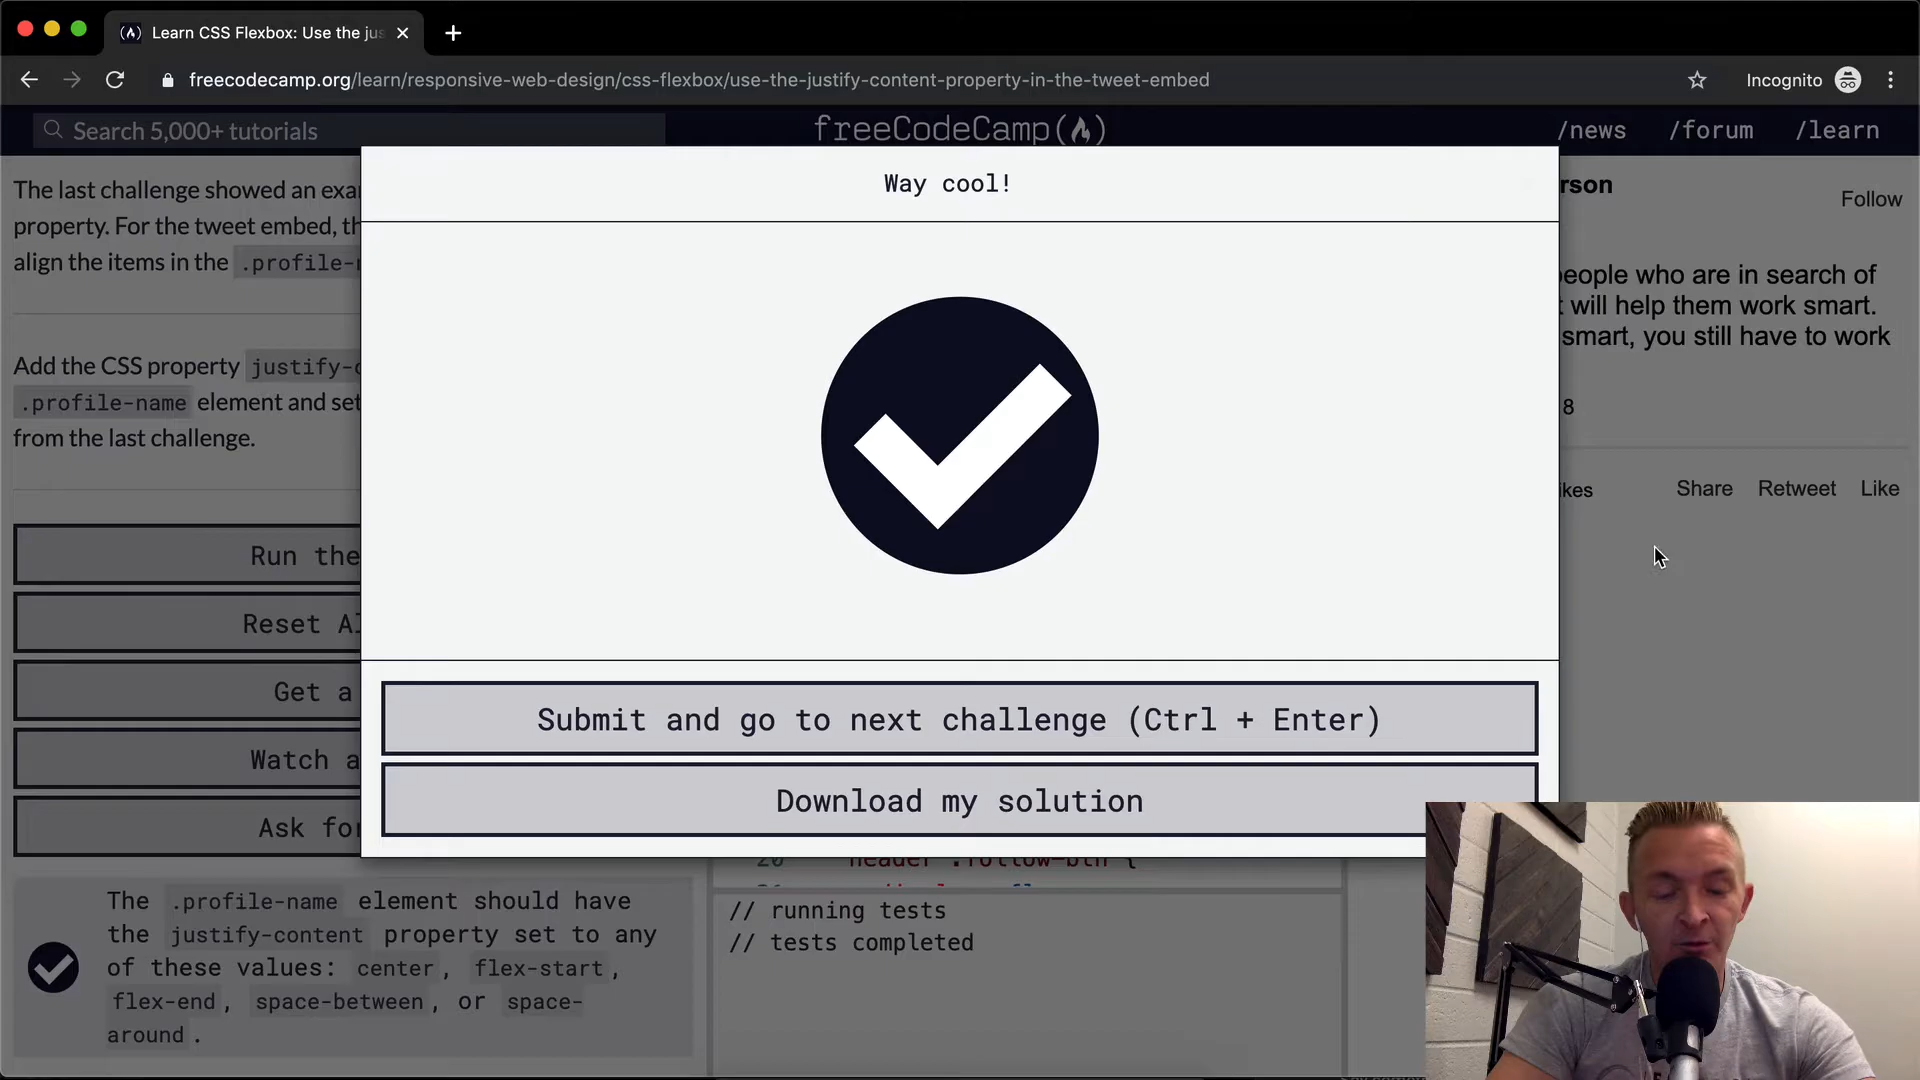 Learn CSS Flexbox: Use the jus
freecodecamp.org/learn/responsive-web-design/css-flexbox/use-the-justify-content-property-in-the-tweet-embed
Incognito
Search 5,000+ tutorials
freeCodeCamp
/news
/forum
/learn
The last challenge showed an exa
property. For the tweet embed, th
align the items in the .profile-n
Add the CSS property justify-c
.profile-name element and set
from the last challenge.
Run the
Reset Al
Get a
Watch a
Ask for
The .profile-name element should have
the justify-content property set to any
of these values: center, flex-start,
flex-end, space-between, or space-
around.
Way cool!
Submit and go to next challenge (Ctrl + Enter)
Download my solution
20 header .follow-btn {
// running tests
// tests completed
rson
Follow
people who are in search of
t will help them work smart.
smart, you still have to work
8
ikes
Share
Retweet
Like